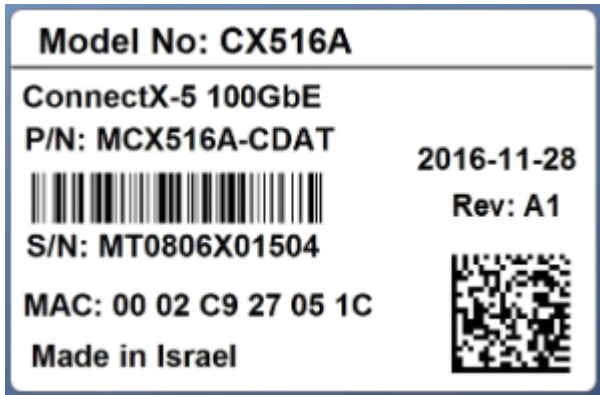 Model No: CX516A
ConnectX-5 100GbE
P/N: MCX516A-CDAT
2016-11-28
Rev: A1
S/N: MT0806X01504
MAC: 00 02 C9 27 05 1C
Made in Israel